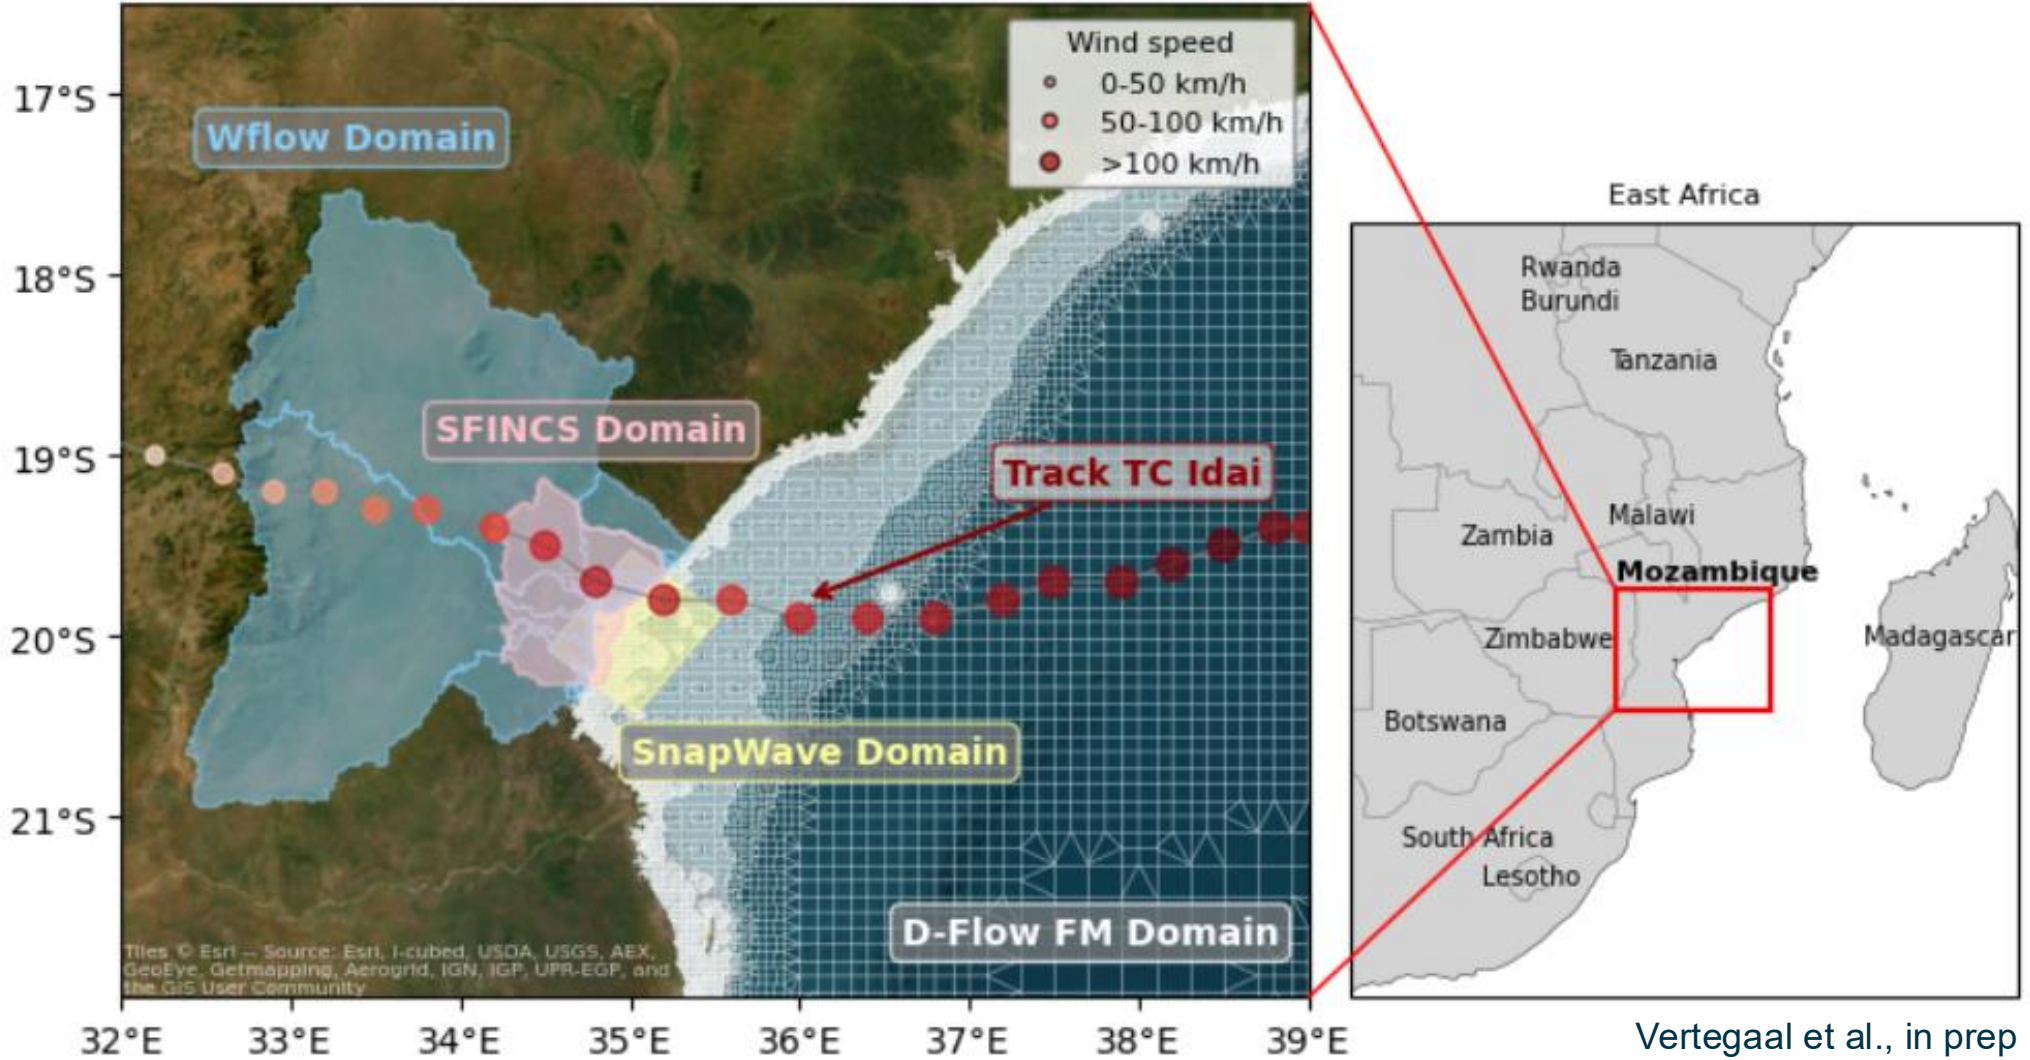 Wind speed
0-50 km/h
50-100 km/h
>100 km/h
17°S
18°S
19°S
20°S
21°S
Wflow Domain
SFINCS Domain
Track TC Idai
SnapWave Domain
D-Flow FM Domain
Tiles © Esri -- Source: Esri, I-cubed, USDA, USGS, AEX,
GeoEye, Getmapping, Aerogrid, IGN, IGP, UPR-EGP, and
the GIS User Community
32°E
33°E
34°E
35°E
36°E
37°E
38°E
39°E
East Africa
Rwanda
Burundi
Tanzania
Malawi
Zambia
Mozambique
Zimbabwe
Madagascar
Botswana
South Africa
Lesotho
Vertegaal et al., in prep